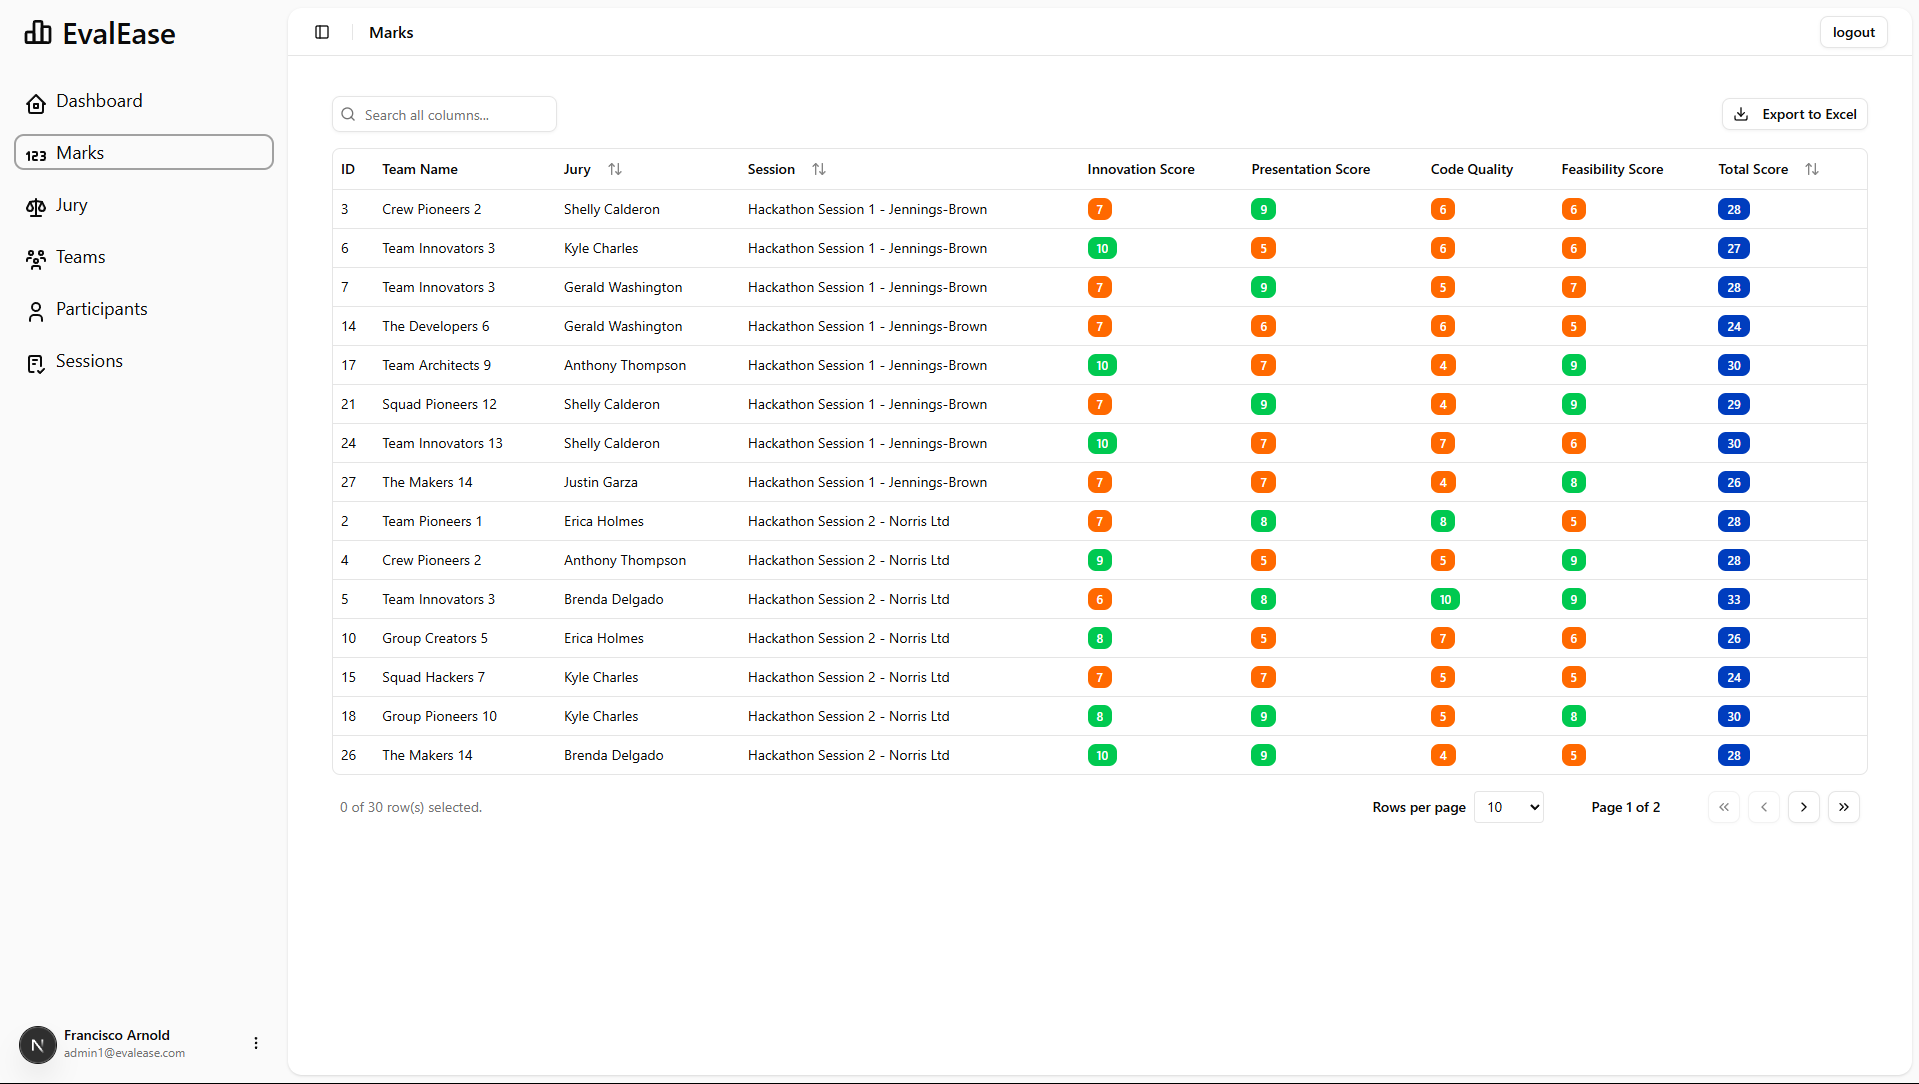 EvalEase
Dashboard
123 Marks
Jury
Teams
Participants
Sessions
Francisco Arnold
admin1@evalease.com
N
Marks
logout
Search all columns...
Export to Excel
ID Team Name Jury Session Innovation Score Presentation Score Code Quality Feasibility Score Total Score
3 Crew Pioneers 2 Shelly Calderon Hackathon Session 1 - Jennings-Brown 7 9 6 6 28
6 Team Innovators 3 Kyle Charles Hackathon Session 1 - Jennings-Brown 10 5 6 6 27
7 Team Innovators 3 Gerald Washington Hackathon Session 1 - Jennings-Brown 7 9 5 7 28
14 The Developers 6 Gerald Washington Hackathon Session 1 - Jennings-Brown 7 6 6 5 24
17 Team Architects 9 Anthony Thompson Hackathon Session 1 - Jennings-Brown 10 7 4 9 30
21 Squad Pioneers 12 Shelly Calderon Hackathon Session 1 - Jennings-Brown 7 9 4 9 29
24 Team Innovators 13 Shelly Calderon Hackathon Session 1 - Jennings-Brown 10 7 7 6 30
27 The Makers 14 Justin Garza Hackathon Session 1 - Jennings-Brown 7 7 4 8 26
2 Team Pioneers 1 Erica Holmes Hackathon Session 2 - Norris Ltd 7 8 8 5 28
4 Crew Pioneers 2 Anthony Thompson Hackathon Session 2 - Norris Ltd 9 5 5 9 28
5 Team Innovators 3 Brenda Delgado Hackathon Session 2 - Norris Ltd 6 8 10 9 33
10 Group Creators 5 Erica Holmes Hackathon Session 2 - Norris Ltd 8 5 7 6 26
15 Squad Hackers 7 Kyle Charles Hackathon Session 2 - Norris Ltd 7 7 5 5 24
18 Group Pioneers 10 Kyle Charles Hackathon Session 2 - Norris Ltd 8 9 5 8 30
26 The Makers 14 Brenda Delgado Hackathon Session 2 - Norris Ltd 10 9 4 5 28
0 of 30 row(s) selected.
Rows per page 10 Page 1 of 2